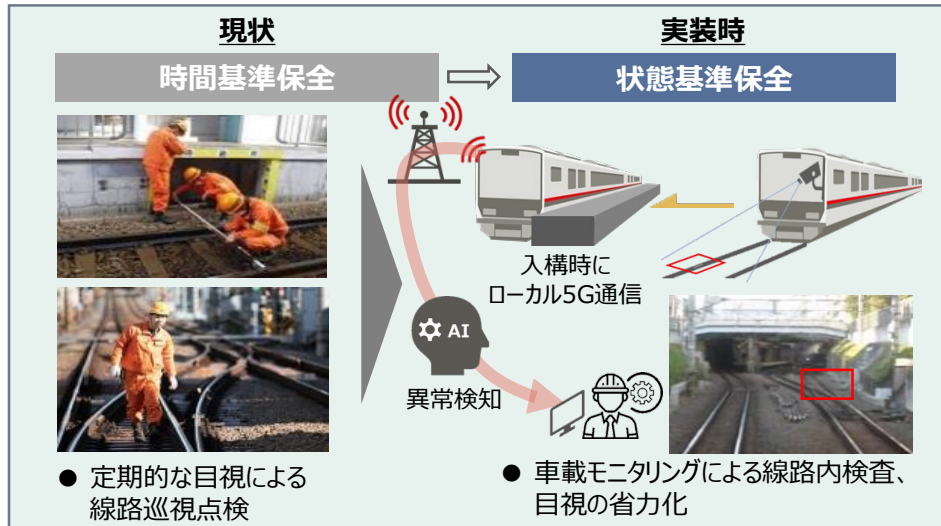 現状
時間基準保全
実装時
状態基準保全
入構時に
ローカル5G通信
AI
異常検知
● 定期的な目視による
線路巡視点検
● 車載モニタリングによる線路内検査、
目視の省力化